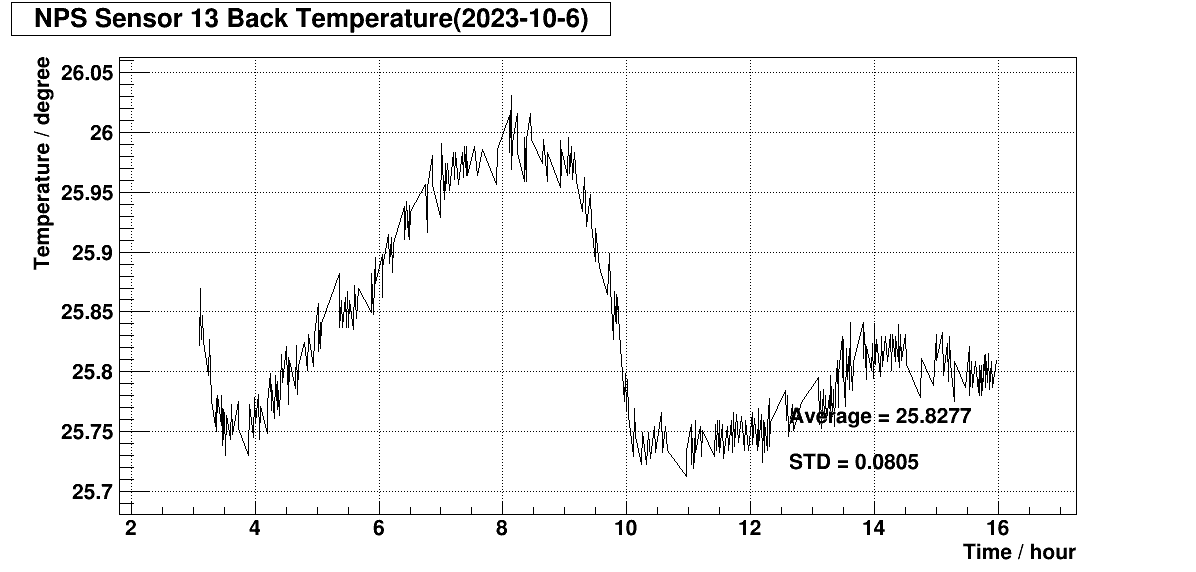 NPS Sensor 13 Back Temperature(2023-10-6)
Temperature / degree
26.05
26
25.95
25.9
25.85
25.8
25.75
25.7
Average = 25.8277
STD = 0.0805
2 4 6 8 10 12 14 16
Time / hour